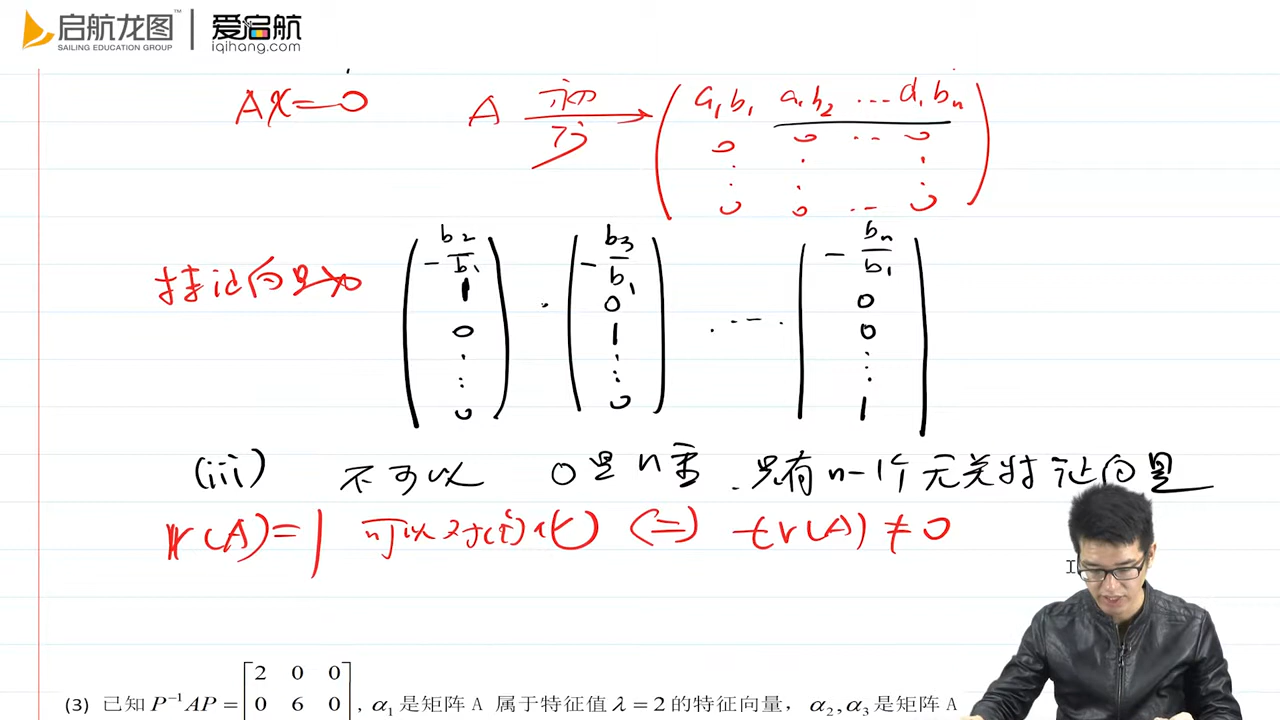 启航龙图™ | 爱启航
SAILING EDUCATION GROUP iqihang.com
AX=0 A 初行→ ( a₁b₁ a₁b₂ … a₁bₙ
0 0 … 0
⋮ ⋮ ⋮
0 0 … 0 )
特征向量为 ( -b₂/b₁ 1 0 ⋮ 0 ) . ( -b₃/b₁ 0 1 ⋮ 0 ) … ( -bₙ/b₁ 0 0 ⋮ 1 )
(iii) 不可以 0是n重 . 只有n-1个无关特征向量
r(A)=1 可以对角化 ⇔ tr(A) ≠ 0
2 0 0
(3) 已知 P⁻¹AP = 0 6 0 , α₁是矩阵A 属于特征值 λ=2 的特征向量, α₂,α₃是矩阵A